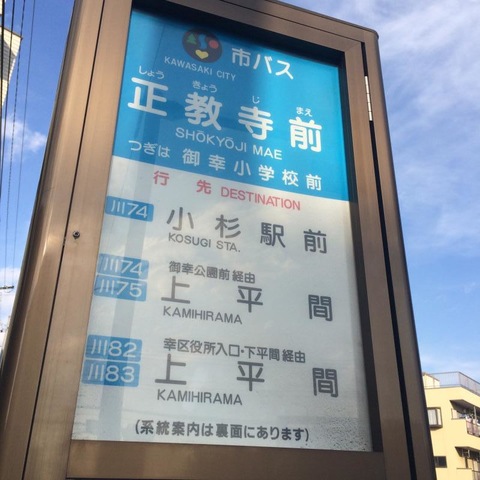 市バス
KAWASAKI CITY
しょう きょう じ まえ
正教寺前
SHŌKYŌJI MAE
つぎは 御幸小学校前
行先 DESTINATION
川74 小杉駅前
KOSUGI STA.
川74 御幸公園前経由
川75 上平間
KAMIHIRAMA
川82 幸区役所入口・下平間経由
川83 上平間
KAMIHIRAMA
(系統案内は裏面にあります)